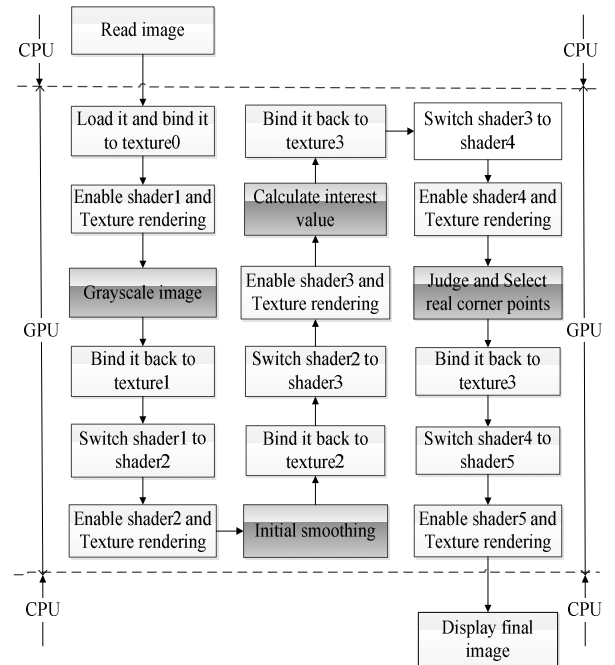 CPU
Read image
CPU
Load it and bind it
to texture0
Enable shader1 and
Texture rendering
Grayscale image
Bind it back to
texture1
Switch shader1 to
shader2
Enable shader2 and
Texture rendering
Initial smoothing
Bind it back to
texture2
Switch shader2 to
shader3
Enable shader3 and
Texture rendering
Calculate interest
value
Bind it back to
texture3
Switch shader3 to
shader4
Enable shader4 and
Texture rendering
Judge and Select
real corner points
Bind it back to
texture3
Switch shader4 to
shader5
Enable shader5 and
Texture rendering
GPU
GPU
CPU
Display final
image
CPU